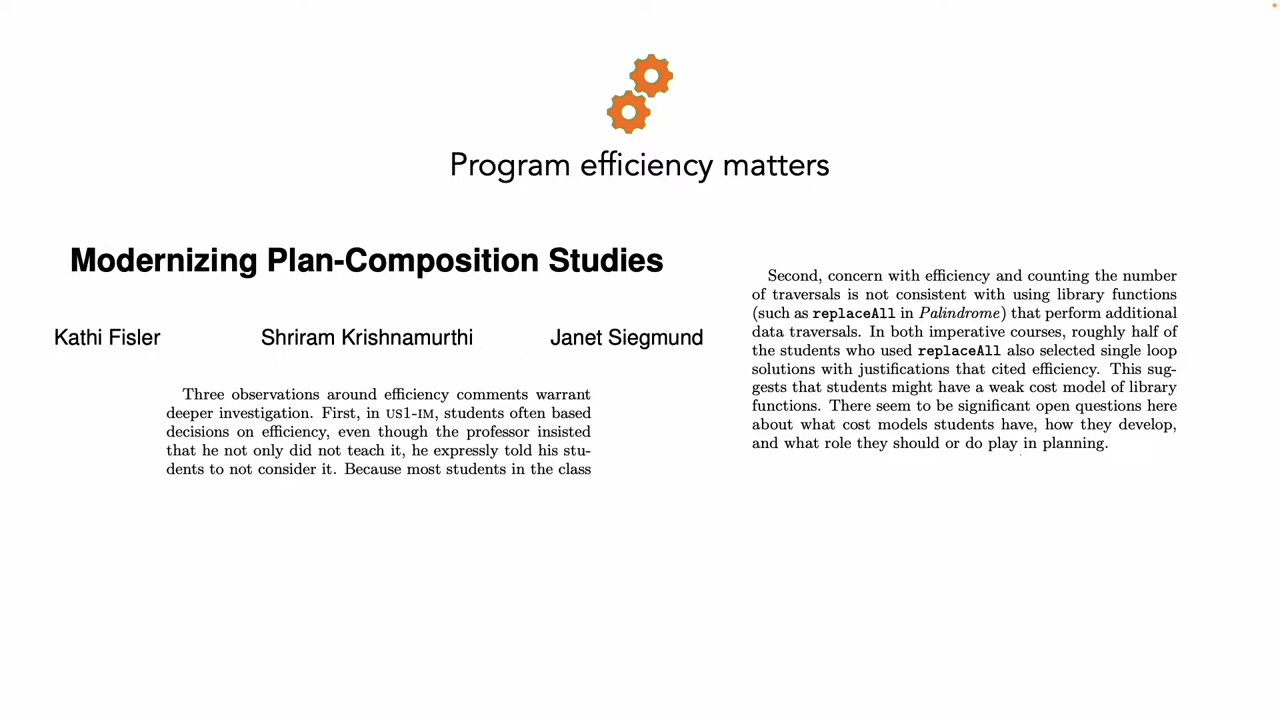 Program efficiency matters
Modernizing Plan-Composition Studies
Kathi Fisler Shriram Krishnamurthi Janet Siegmund
Three observations around efficiency comments warrant
deeper investigation. First, in US1-IM, students often based
decisions on efficiency, even though the professor insisted
that he not only did not teach it, he expressly told his stu-
dents to not consider it. Because most students in the class
Second, concern with efficiency and counting the number
of traversals is not consistent with using library functions
(such as replaceAll in Palindrome) that perform additional
data traversals. In both imperative courses, roughly half of
the students who used replaceAll also selected single loop
solutions with justifications that cited efficiency. This sug-
gests that students might have a weak cost model of library
functions. There seem to be significant open questions here
about what cost models students have, how they develop,
and what role they should or do play in planning.